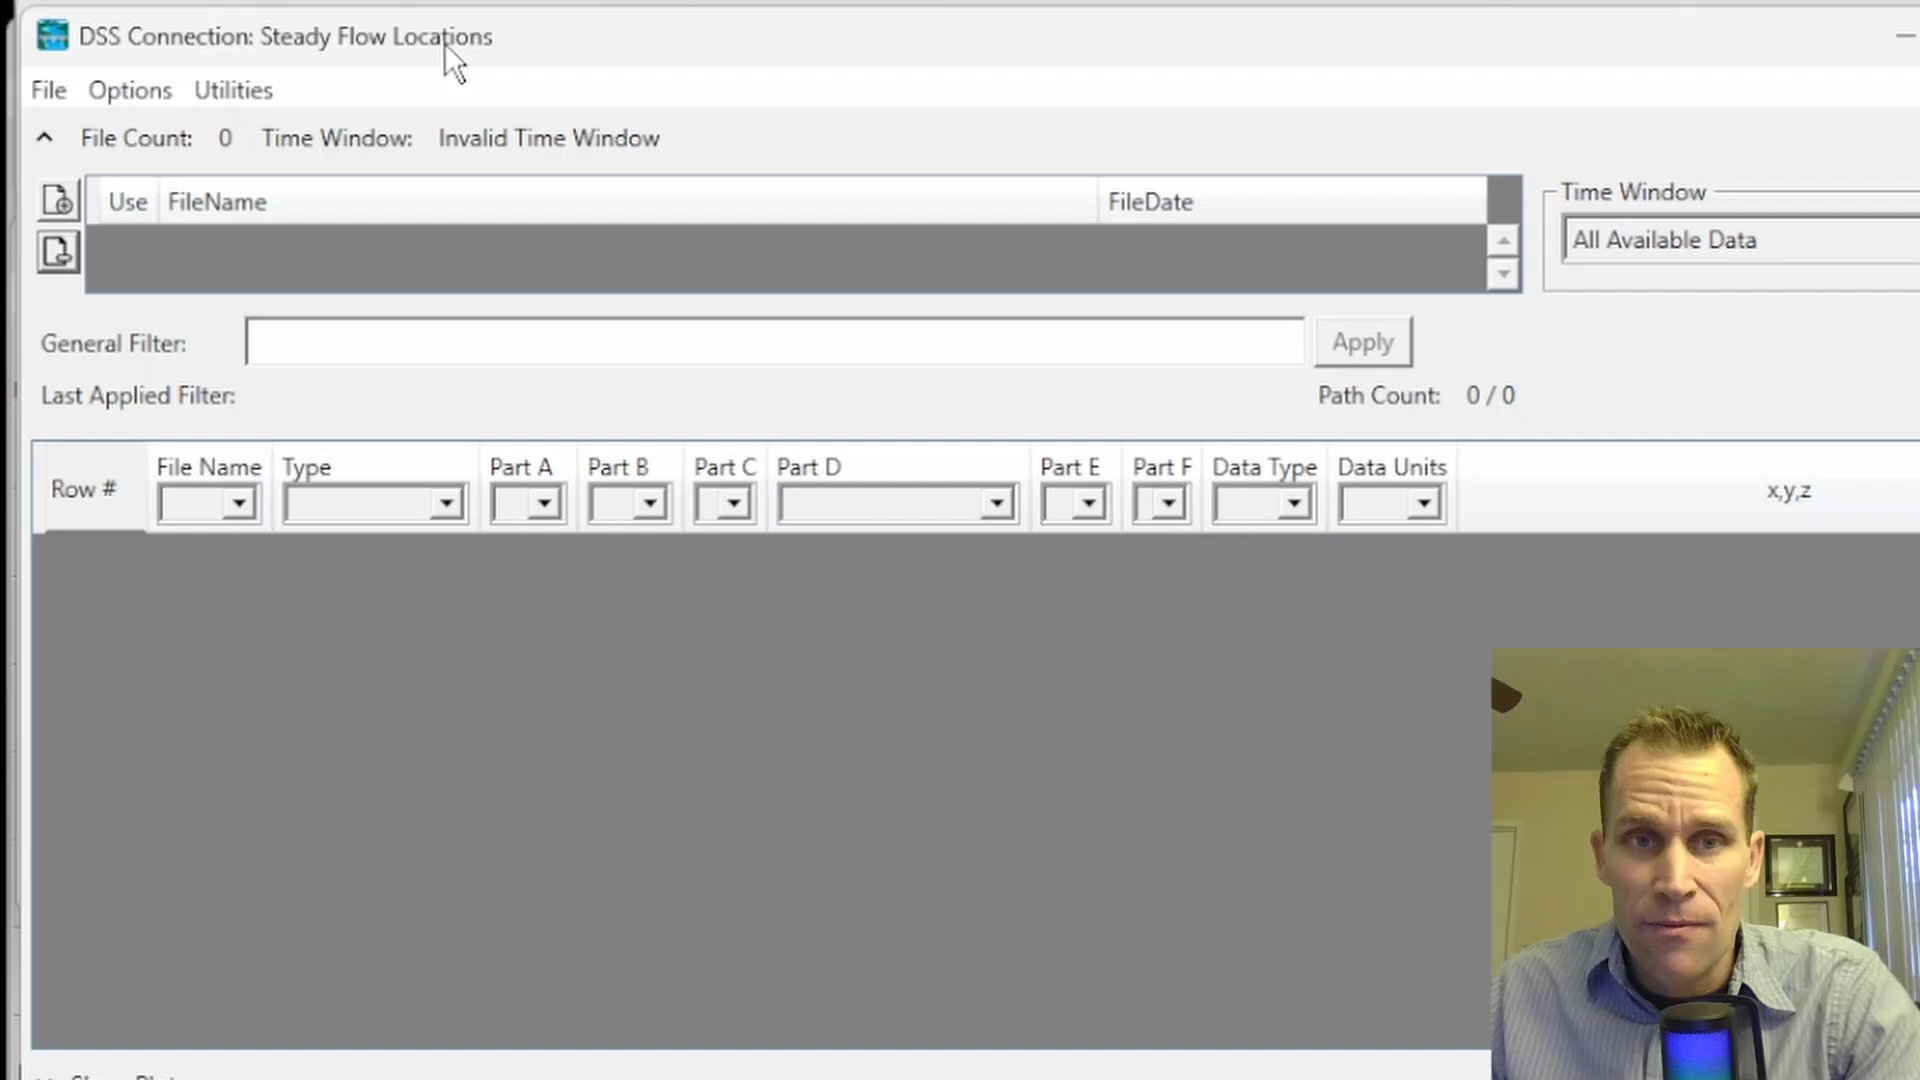 DSS Connection: Steady Flow Locations
File Options Utilities
File Count: 0 Time Window: Invalid Time Window
Use FileName FileDate
Time Window
All Available Data
General Filter: Apply
Last Applied Filter: Path Count: 0 / 0
Row # File Name Type Part A Part B Part C Part D Part E Part F Data Type Data Units x,y,z